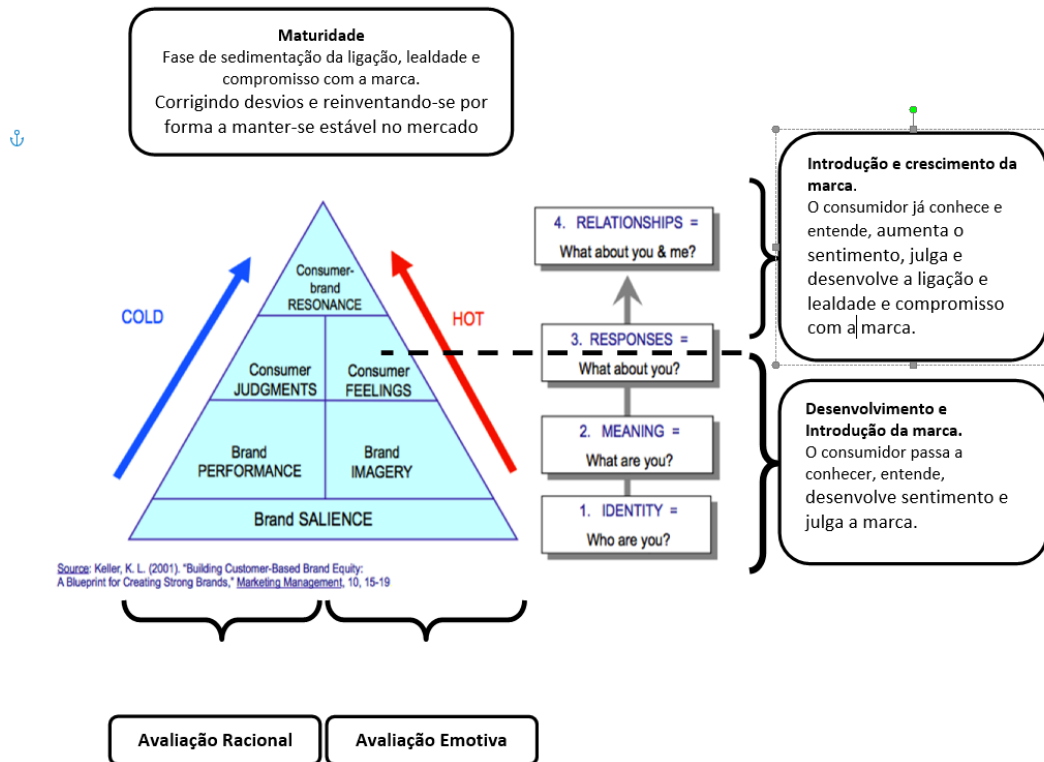 Maturidade
Fase de sedimentação da ligação, lealdade e
compromisso com a marca.
Corrigindo desvios e reinventando-se por
forma a manter-se estável no mercado
Introdução e crescimento da
marca.
O consumidor já conhece e
entende, aumenta o
sentimento, julga e
desenvolve a ligação e
lealdade e compromisso
com a marca.
4. RELATIONSHIPS =
What about you & me?
Consumer-
brand
RESONANCE
COLD
HOT
3. RESPONSES =
What about you?
Consumer
JUDGMENTS
Consumer
FEELINGS
Desenvolvimento e
Introdução da marca.
O consumidor passa a
conhecer, entende,
desenvolve sentimento e
julga a marca.
2. MEANING =
What are you?
Brand
PERFORMANCE
Brand
IMAGERY
1. IDENTITY =
Who are you?
Brand SALIENCE
Source: Keller, K. L. (2001). "Building Customer-Based Brand Equity:
A Blueprint for Creating Strong Brands," Marketing Management, 10, 15-19
Avaliação Racional
Avaliação Emotiva